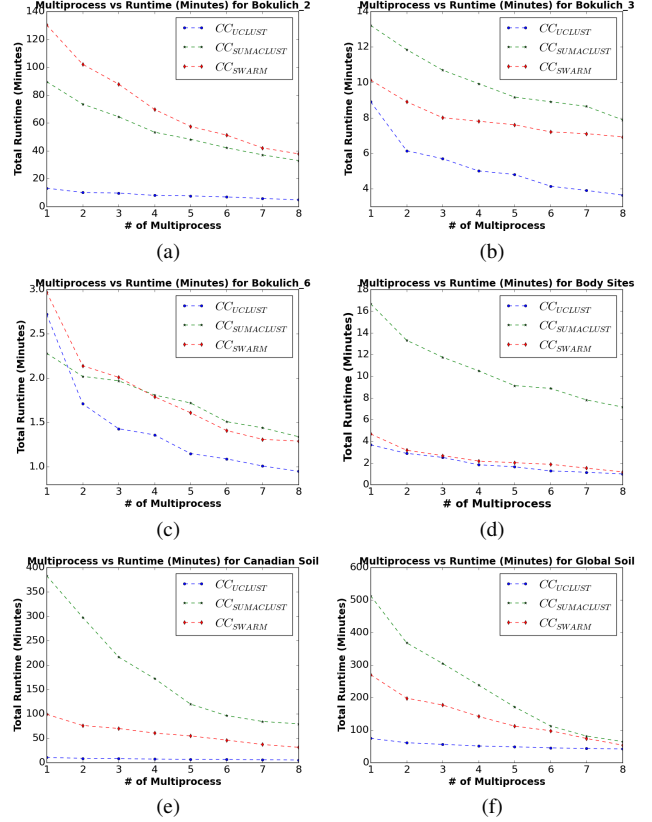 Multiprocess vs Runtime (Minutes) for Bokulich_2
Total Runtime (Minutes)
140
120
100
80
60
40
20
0
1 2 3 4 5 6 7 8
# of Multiprocess
CC_UCLUST
CC_SUMACLUST
CC_SWARM
(a)
Multiprocess vs Runtime (Minutes) for Bokulich_3
Total Runtime (Minutes)
14
12
10
8
6
4
1 2 3 4 5 6 7 8
# of Multiprocess
CC_UCLUST
CC_SUMACLUST
CC_SWARM
(b)
Multiprocess vs Runtime (Minutes) for Bokulich_6
Total Runtime (Minutes)
3.0
2.5
2.0
1.5
1.0
1 2 3 4 5 6 7 8
# of Multiprocess
CC_UCLUST
CC_SUMACLUST
CC_SWARM
(c)
Multiprocess vs Runtime (Minutes) for Body Sites
Total Runtime (Minutes)
18
16
14
12
10
8
6
4
2
0
1 2 3 4 5 6 7 8
# of Multiprocess
CC_UCLUST
CC_SUMACLUST
CC_SWARM
(d)
Multiprocess vs Runtime (Minutes) for Canadian Soil
Total Runtime (Minutes)
400
350
300
250
200
150
100
50
0
1 2 3 4 5 6 7 8
# of Multiprocess
CC_UCLUST
CC_SUMACLUST
CC_SWARM
(e)
Multiprocess vs Runtime (Minutes) for Global Soil
Total Runtime (Minutes)
600
500
400
300
200
100
0
1 2 3 4 5 6 7 8
# of Multiprocess
CC_UCLUST
CC_SUMACLUST
CC_SWARM
(f)